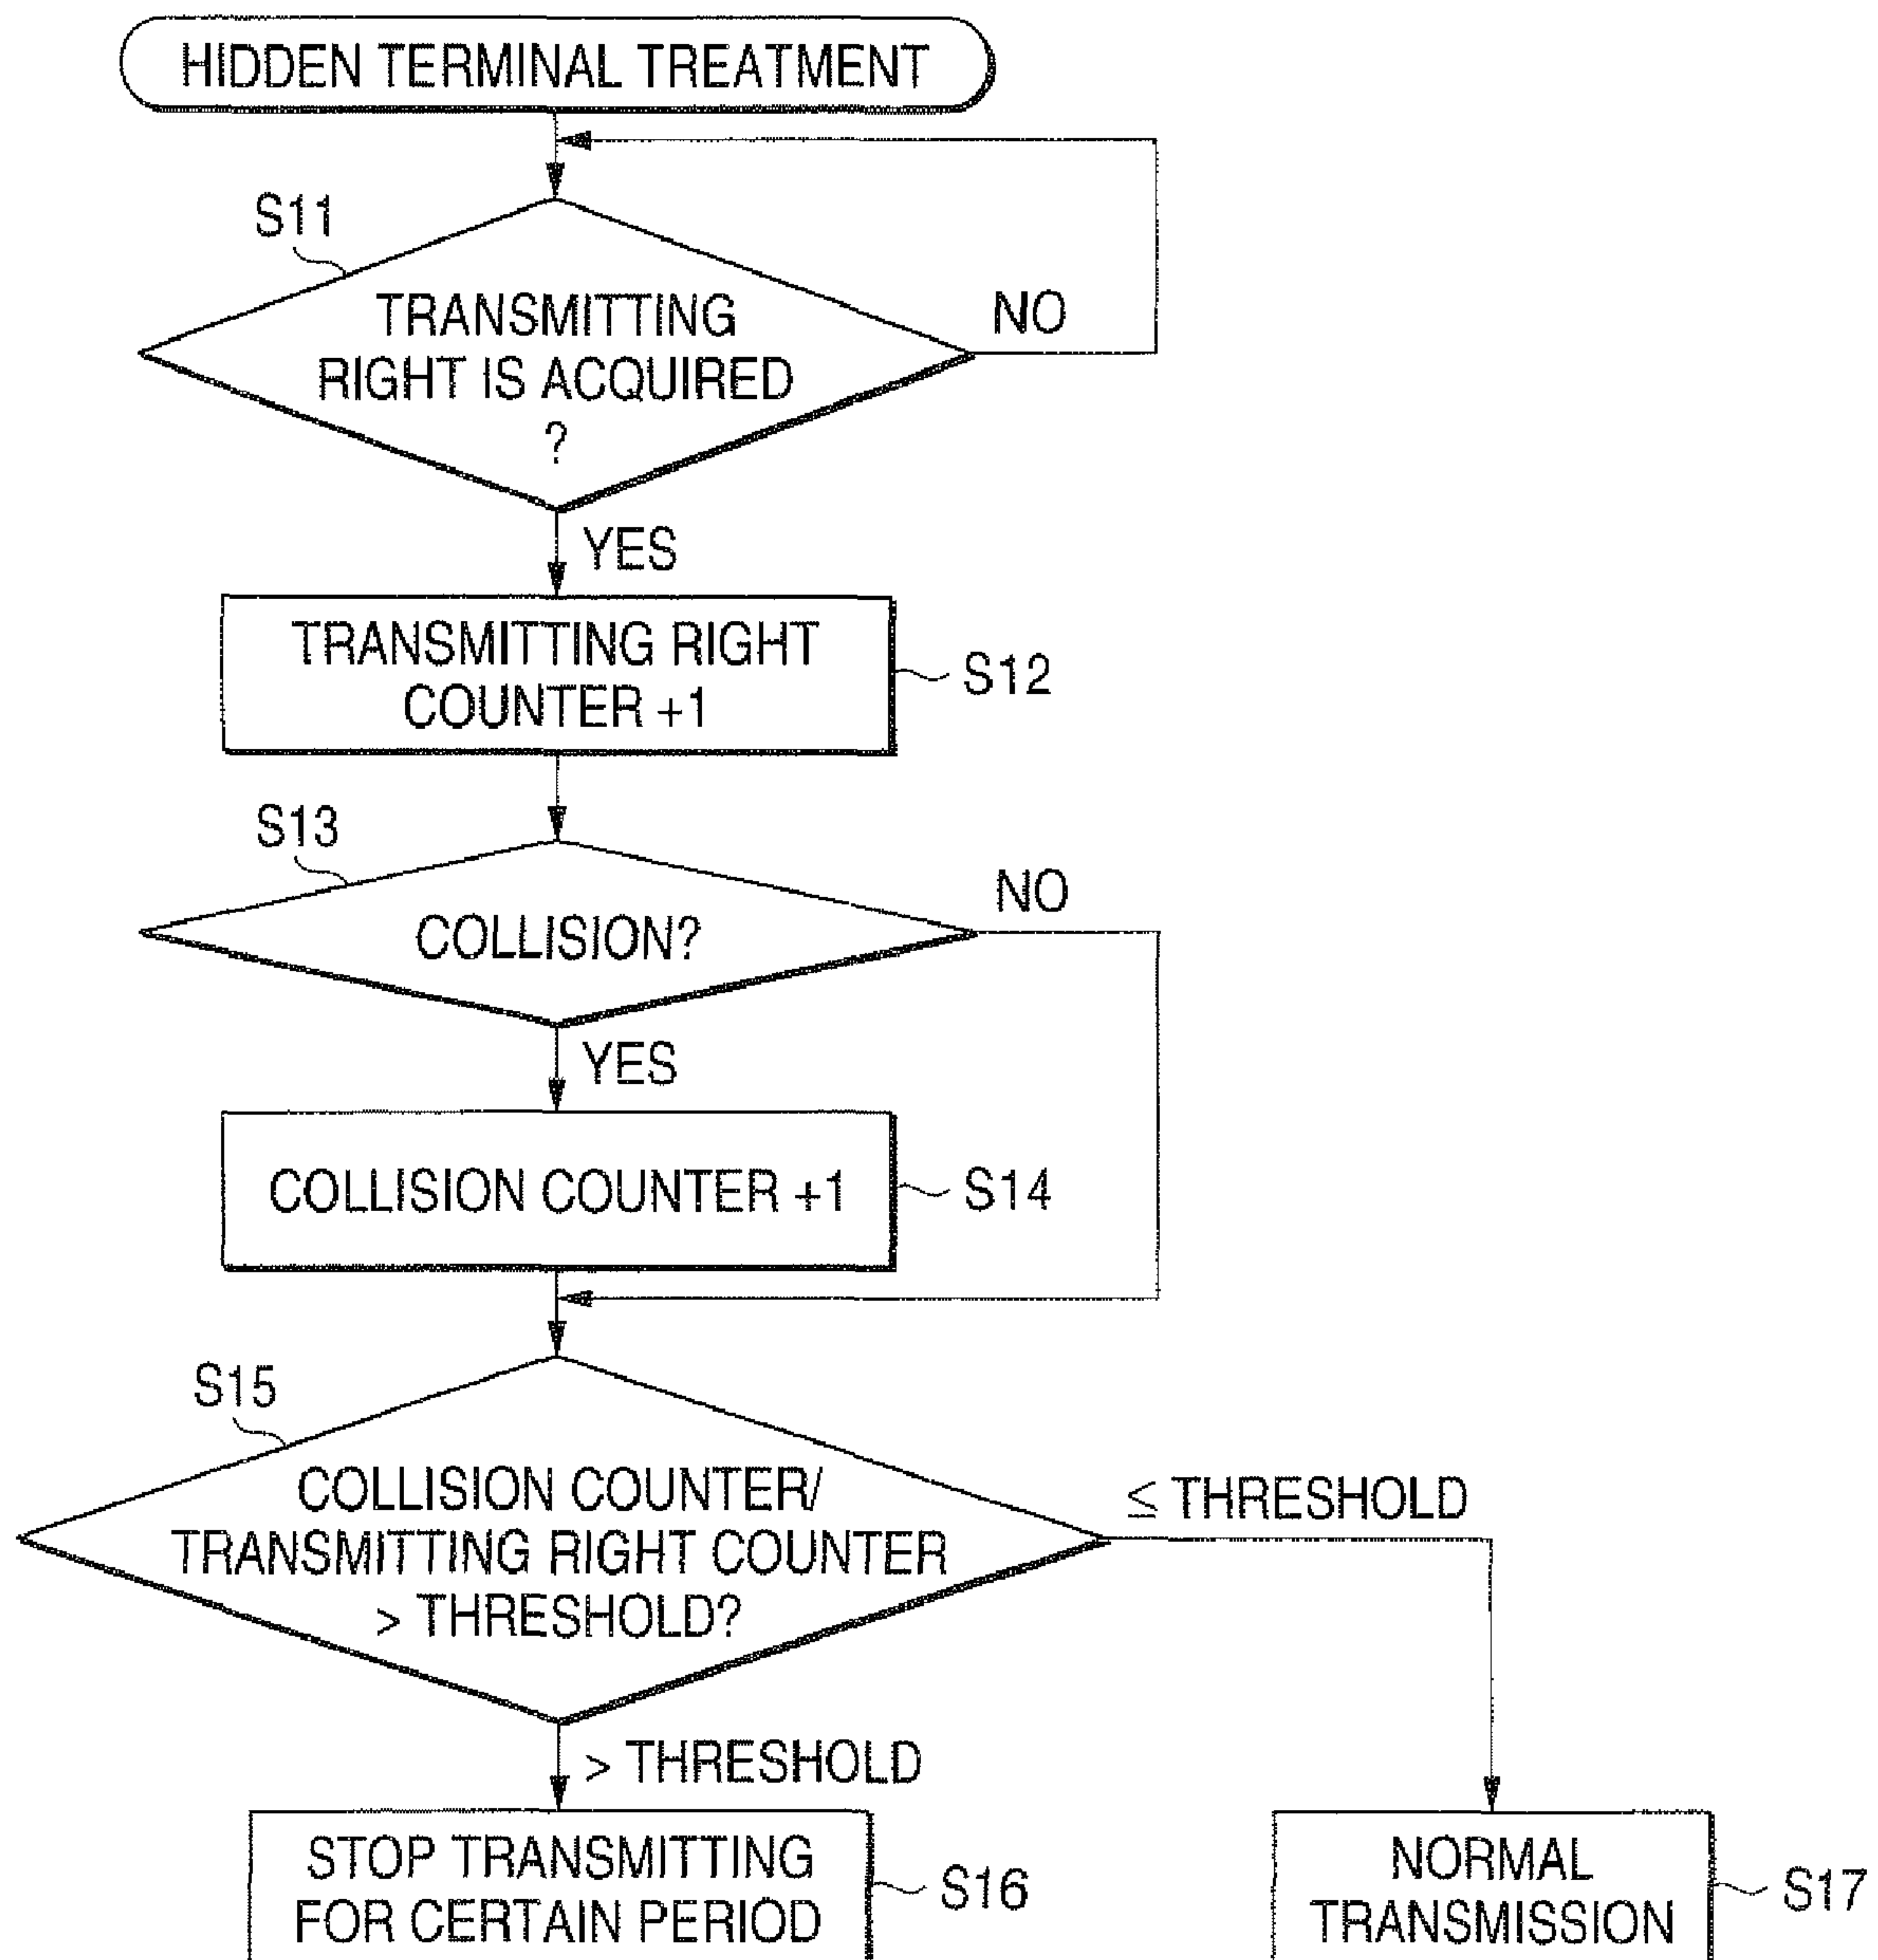 HIDDEN TERMINAL TREATMENT
S11
TRANSMITTING
RIGHT IS ACQUIRED
?
NO
YES
TRANSMITTING RIGHT
COUNTER +1
S12
S13
COLLISION?
NO
YES
COLLISION COUNTER +1
S14
S15
COLLISION COUNTER/
TRANSMITTING RIGHT COUNTER
> THRESHOLD?
≤ THRESHOLD
> THRESHOLD
STOP TRANSMITTING
FOR CERTAIN PERIOD
S16
NORMAL
TRANSMISSION
S17